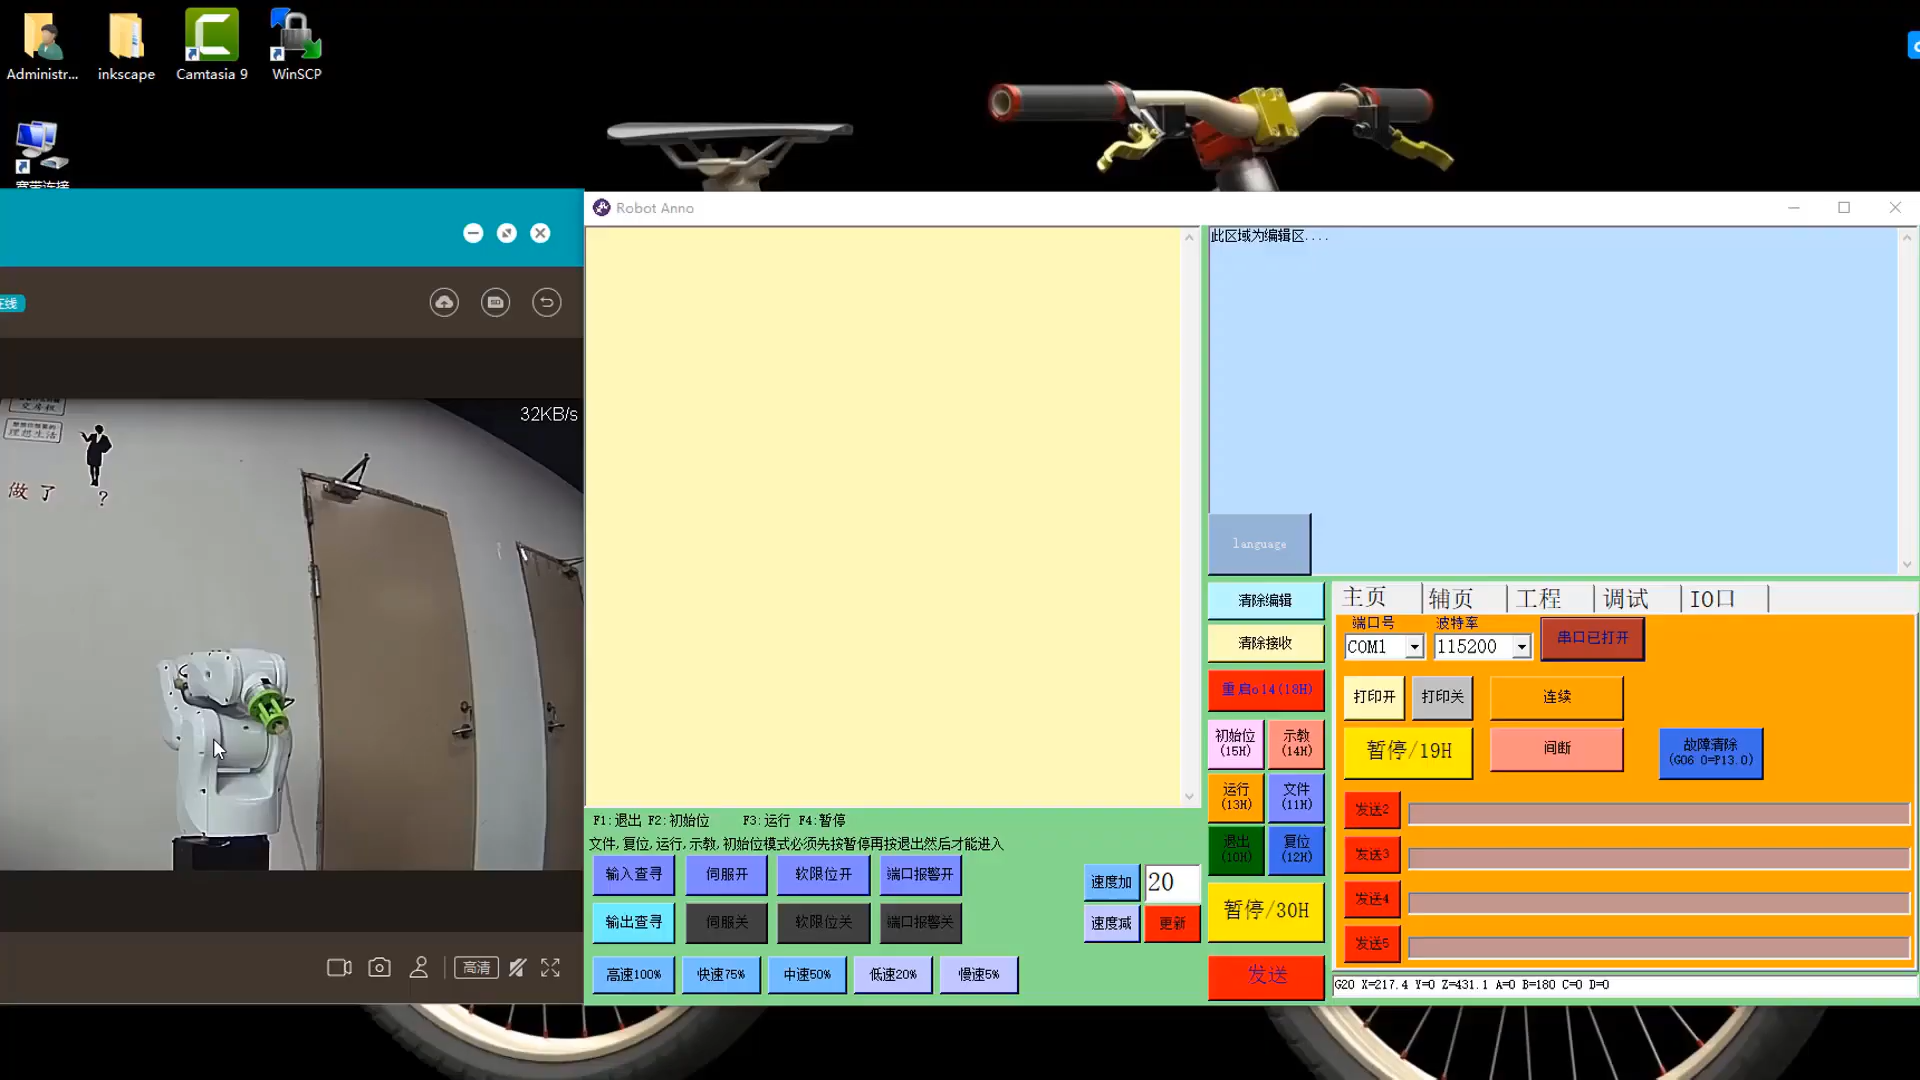 Administr...
inkscape
Camtasia 9
WinSCP
宽带连接
Robot Anno
在线
SD
32KB/s
理想生活
做了
?
高清
此区域为编辑区....
language
清除编辑
清除接收
重启o14(18H)
初始位
(15H)
示教
(14H)
运行
(13H)
文件
(11H)
退出
(10H)
复位
(12H)
暂停/30H
发送
主页
辅页
工程
调试
IO口
端口号
波特率
COM1
115200
串口已打开
打印开
打印关
连续
暂停/19H
间断
故障清除
(G06 O=P13.0)
发送2
发送3
发送4
发送5
G20 X=217.4 Y=0 Z=431.1 A=0 B=180 C=0 D=0
F1:退出 F2:初始位 F3:运行 F4:暂停
文件,复位,运行,示教,初始位模式必须先按暂停再按退出然后才能进入
输入查寻
伺服开
软限位开
端口报警开
速度加
20
输出查寻
伺服关
软限位关
端口报警关
速度减
更新
高速100%
快速75%
中速50%
低速20%
慢速5%